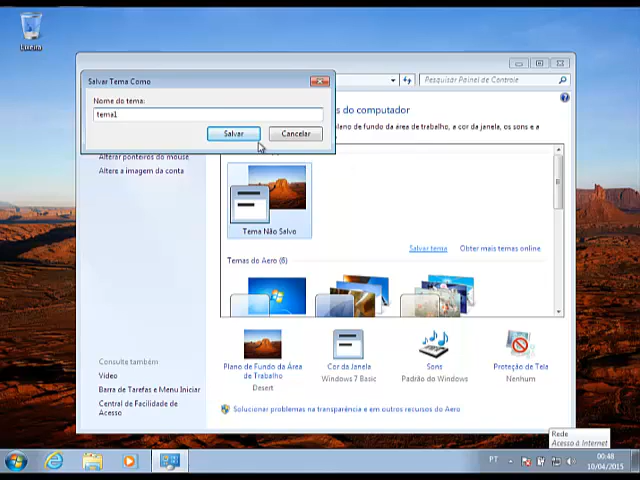 Lixeira
Salvar Tema Como
Nome do tema:
tema1
Salvar
Cancelar
Pesquisar Painel de Controle
s do computador
plano de fundo da área de trabalho, a cor da janela, os sons e a
Alterar ponteiros do mouse
Altere a imagem da conta
Tema Não Salvo
Salvar tema
Obter mais temas online
Temas do Aero (6)
Plano de Fundo da Área de Trabalho
Desert
Cor da Janela
Windows 7 Basic
Sons
Padrão do Windows
Proteção de Tela
Nenhum
Consulte também
Vídeo
Barra de Tarefas e Menu Iniciar
Central de Facilidade de
Acesso
Solucionar problemas na transparência e em outros recursos do Aero
Rede
Acesso à Internet
PT
00:48
10/04/2015